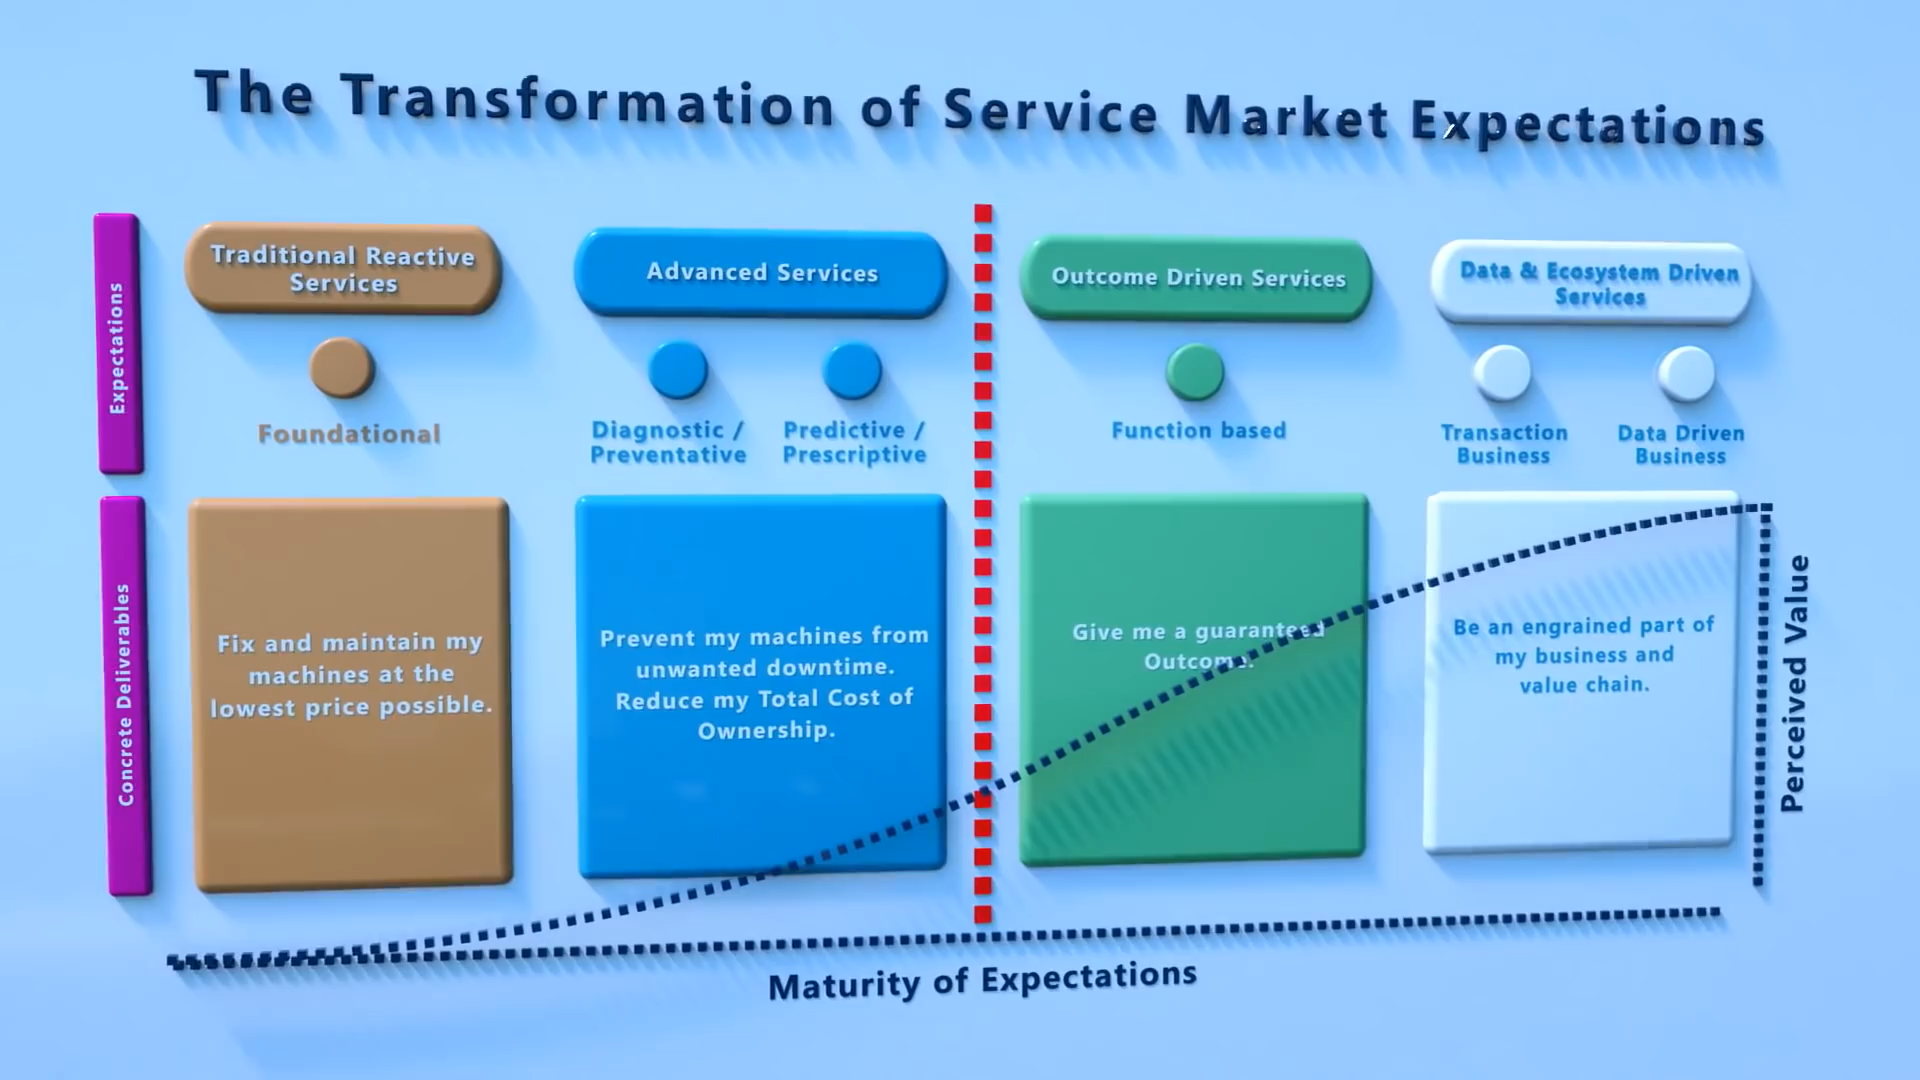 The Transformation of Service Market Expectations
Expectations
Traditional Reactive
Services
Advanced Services
Outcome Driven Services
Data & Ecosystem Driven
Services
Foundational
Diagnostic /
Preventative
Predictive /
Prescriptive
Function based
Transaction
Business
Data Driven
Business
Concrete Deliverables
Fix and maintain my
machines at the
lowest price possible.
Prevent my machines from
unwanted downtime.
Reduce my Total Cost of
Ownership.
Give me a guaranteed
Outcome.
Be an engrained part of
my business and
value chain.
Perceived Value
Maturity of Expectations